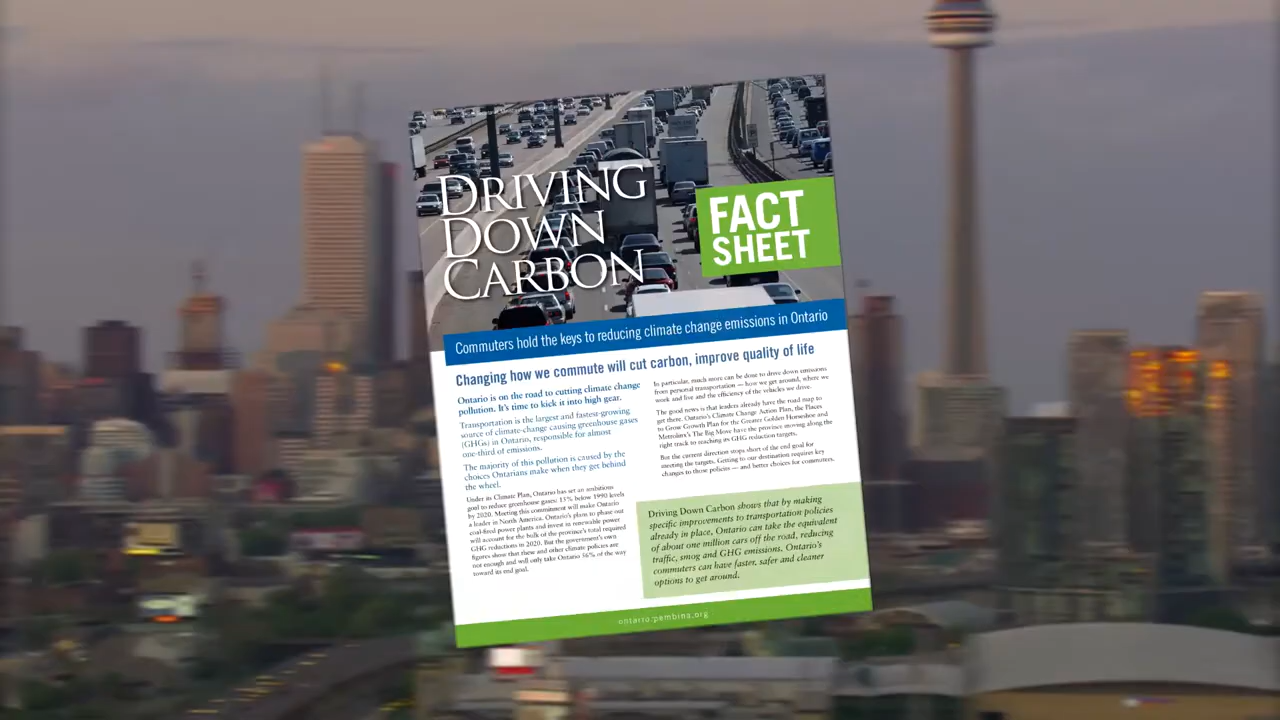 DRIVING
DOWN
CARBON
FACT
SHEET
Commuters hold the keys to reducing climate change emissions in Ontario
Changing how we commute will cut carbon, improve quality of life
Ontario is on the road to cutting climate change
pollution. It's time to kick it into high gear.
Transportation is the largest and fastest-growing
source of climate-change causing greenhouse gases
(GHGs) in Ontario, responsible for almost
one-third of emissions.
The majority of this pollution is caused by the
choices Ontarians make when they get behind
the wheel.
Under its Climate Plan, Ontario has set an ambitious
goal to reduce greenhouse gases: 15% below 1990 levels
by 2020. Meeting this commitment will make Ontario
a leader in North America. Ontario's plans to phase out
coal-fired power plants and invest in renewable power
will account for the bulk of the province's total required
GHG reductions in 2020. But the government's own
figures show that these and other climate policies are
not enough and will only take Ontario 56% of the way
toward its end goal.
In particular, much more can be done to drive down emissions
from personal transportation — how we get around, where we
work and live and the efficiency of the vehicles we drive.
The good news is that leaders already have the road map to
get there. Ontario's Climate Change Action Plan, the Places
to Grow Growth Plan for the Greater Golden Horseshoe and
Metrolinx's The Big Move have the province moving along the
right track to reaching its GHG reduction targets.
But the current direction stops short of the end goal for
meeting the targets. Getting to our destination requires key
changes to those policies — and better choices for commuters.
Driving Down Carbon shows that by making
specific improvements to transportation policies
already in place, Ontario can take the equivalent
of about one million cars off the road, reducing
traffic, smog and GHG emissions. Ontario's
commuters can have faster, safer and cleaner
options to get around.
ontario.pembina.org